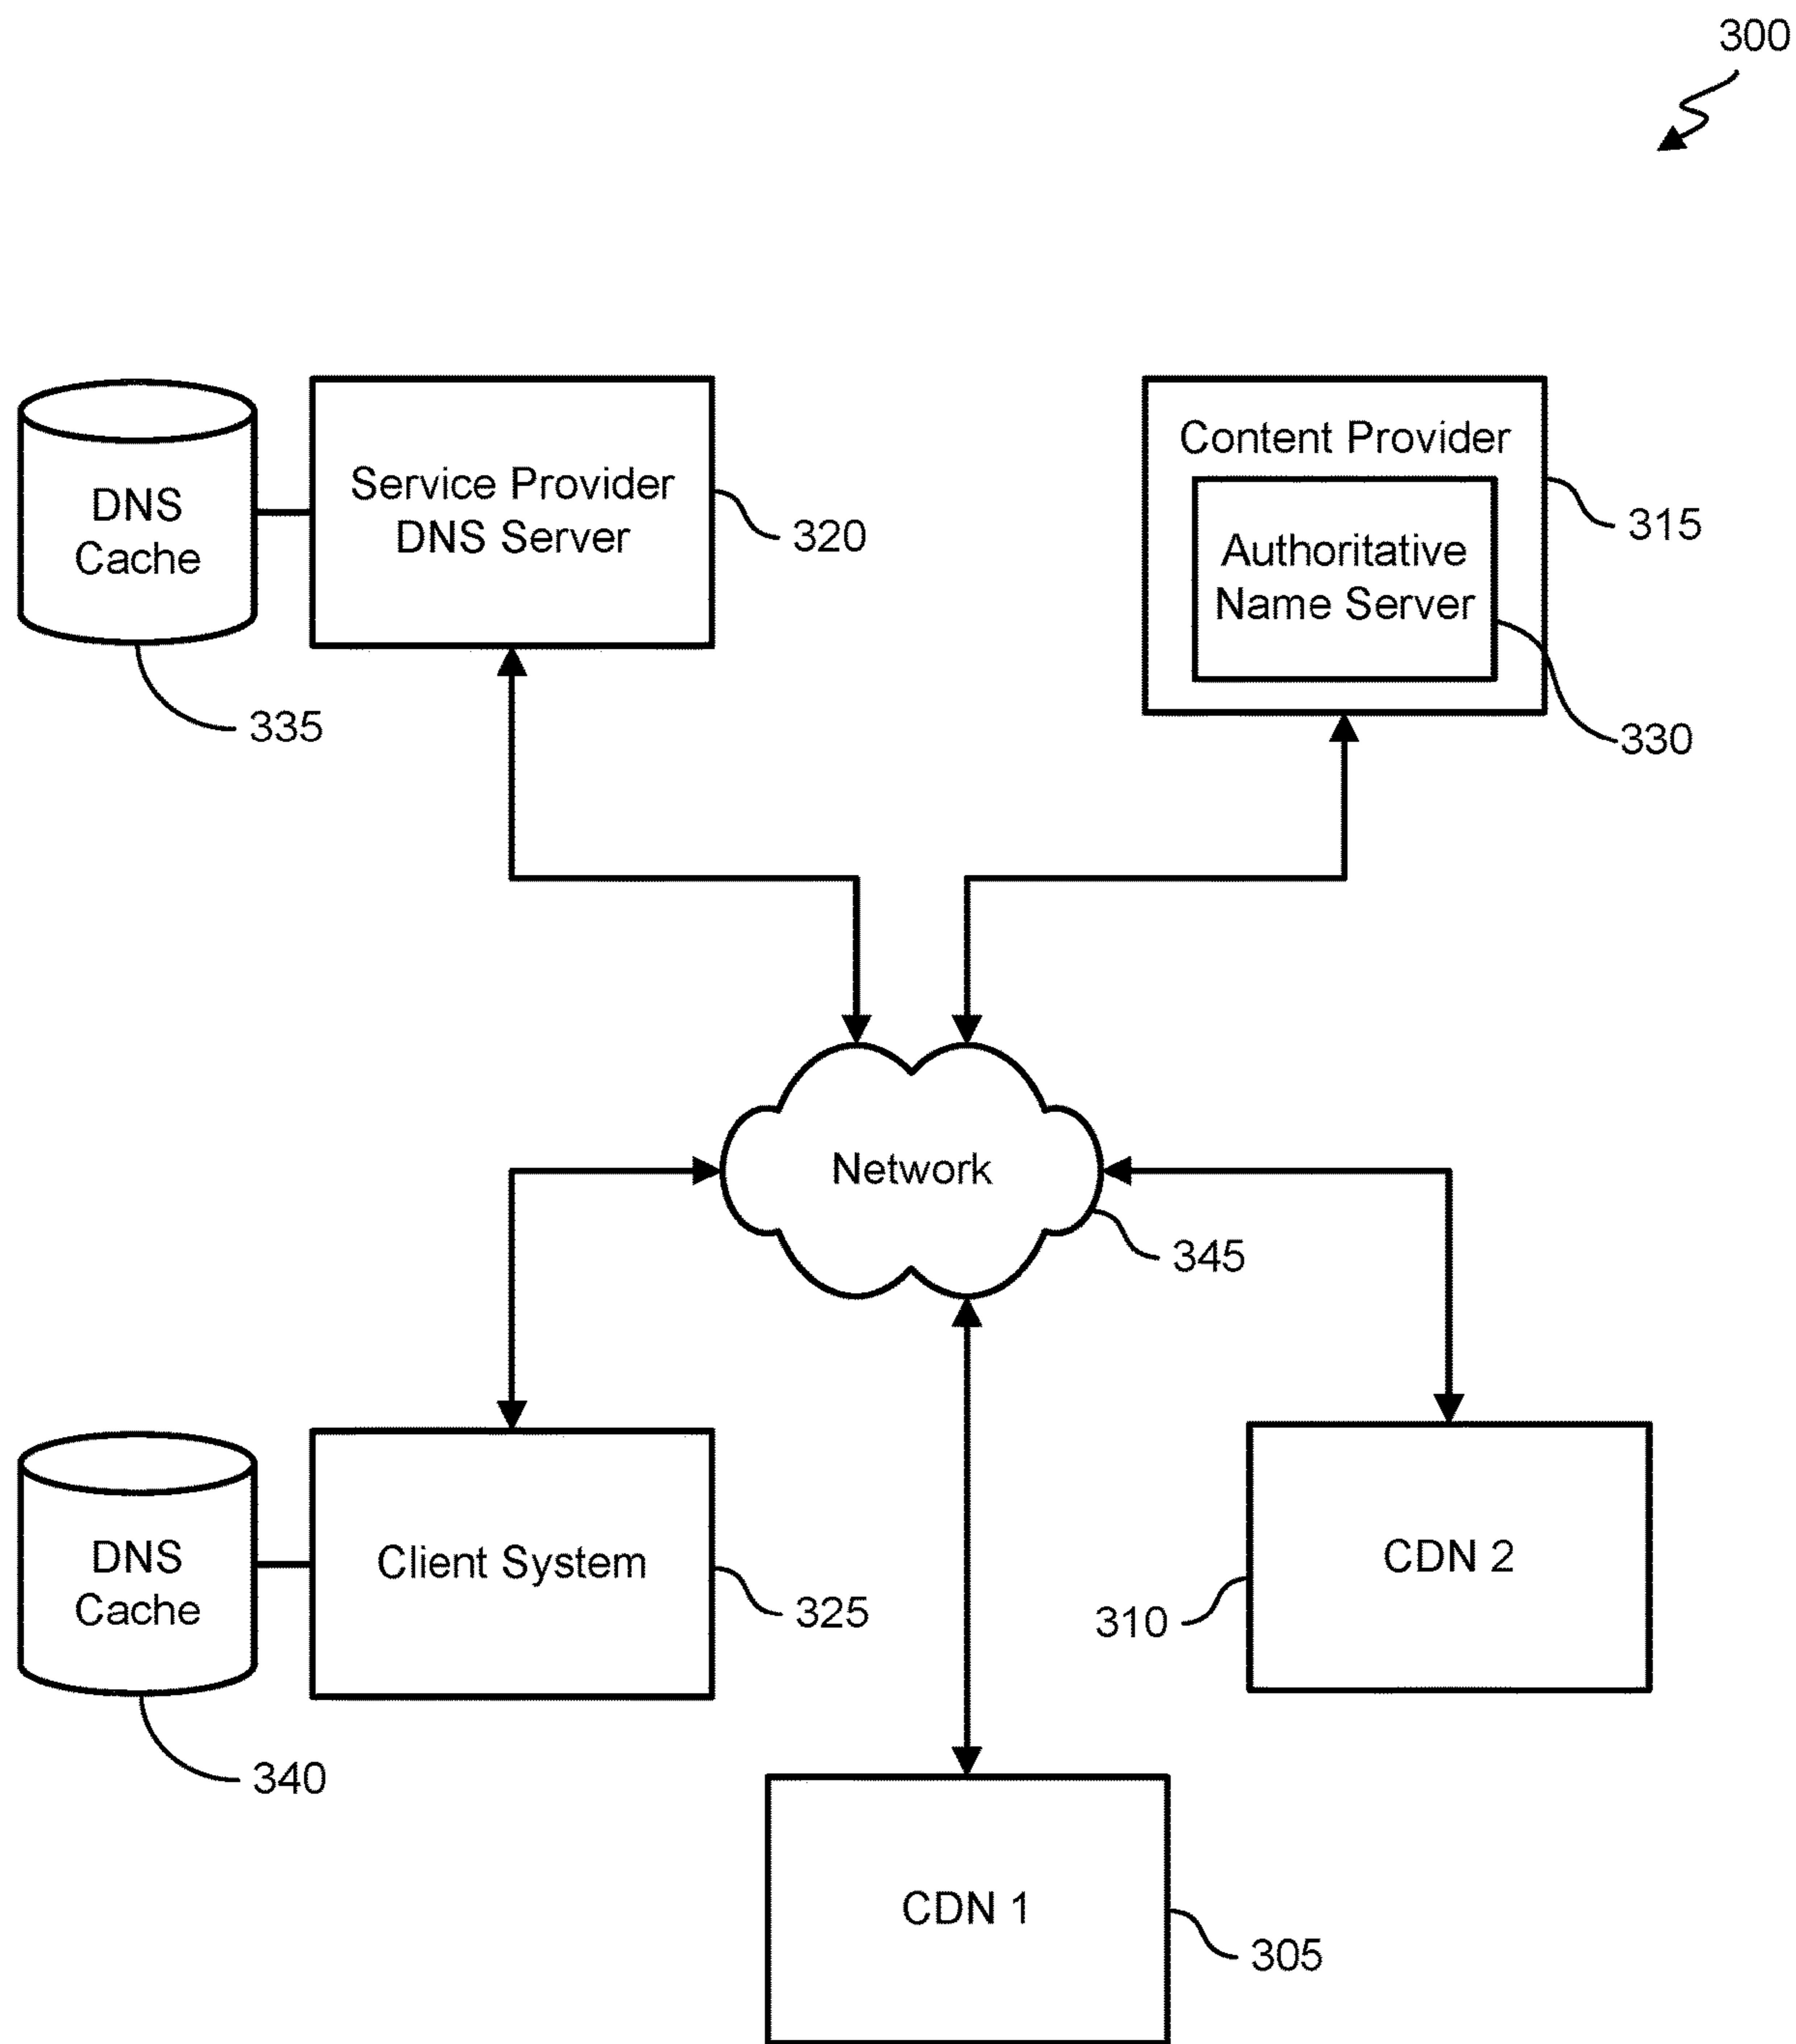 300
DNS
Cache
Service Provider
DNS Server
320
335
Content Provider
Authoritative
Name Server
315
330
Network
345
DNS
Cache
Client System
325
340
CDN 2
310
CDN 1
305